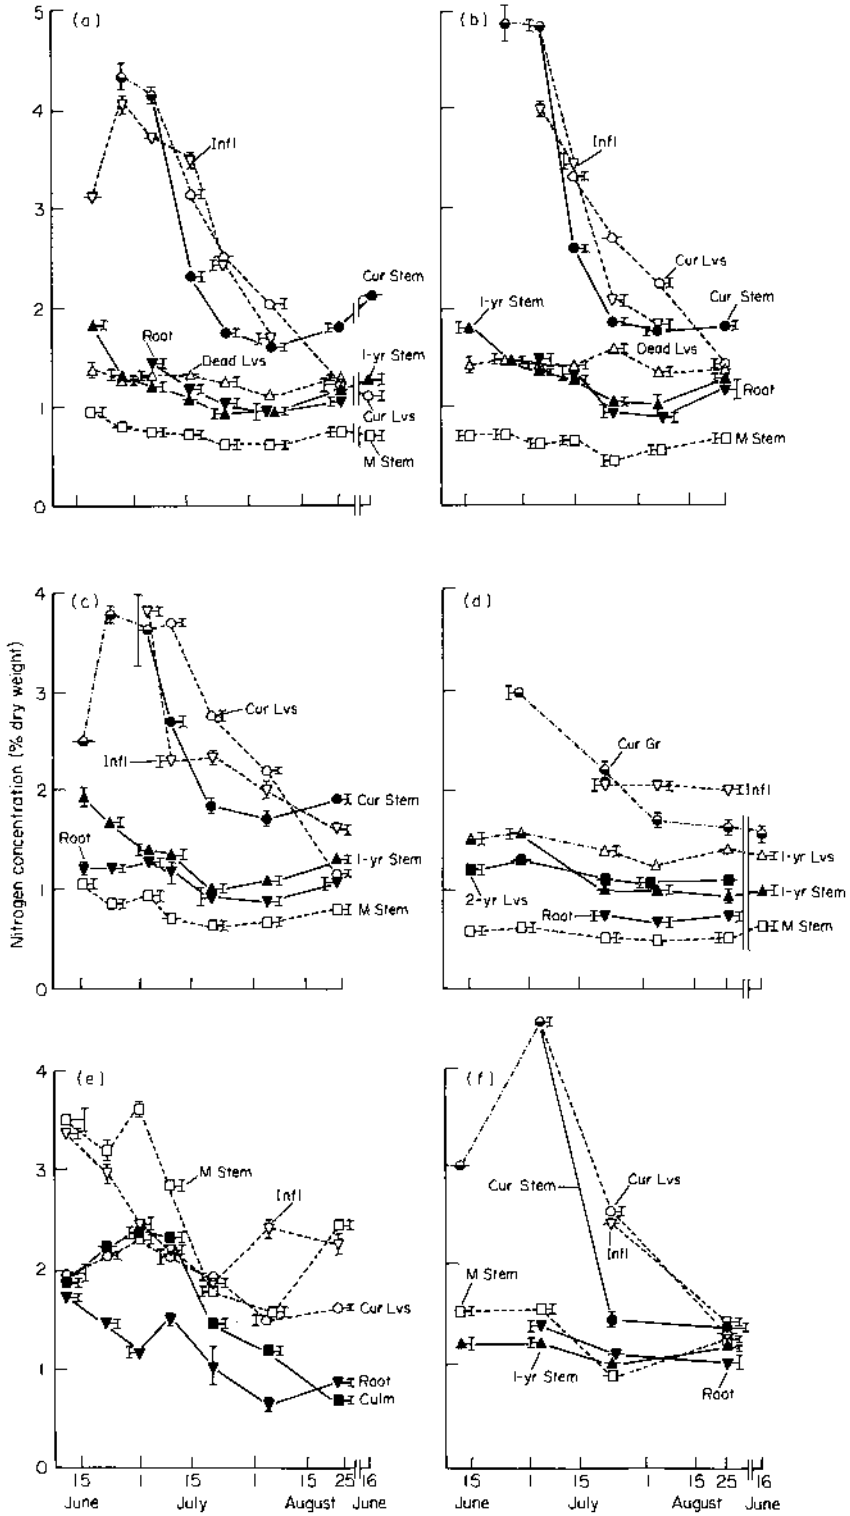 5
4
3
2
1
0
(a)
Infl
Cur Stem
Root
Dead Lvs
1-yr Stem
Cur Lvs
M Stem
(b)
Infl
Cur Lvs
1-yr Stem
Cur Stem
Dead Lvs
Root
M Stem
Nitrogen concentration (% dry weight)
4
3
2
1
0
(c)
Cur Lvs
Infl
Cur Stem
Root
1-yr Stem
M Stem
(d)
Cur Gr
Infl
1-yr Lvs
2-yr Lvs
1-yr Stem
Root
M Stem
4
3
2
1
0
(e)
M Stem
Infl
Cur Lvs
Root
Culm
15 1 15 1 15 25 16
June July August June
(f)
Cur Stem
Cur Lvs
Infl
M Stem
1-yr Stem
Root
15 1 15 1 15 25 16
June July August June